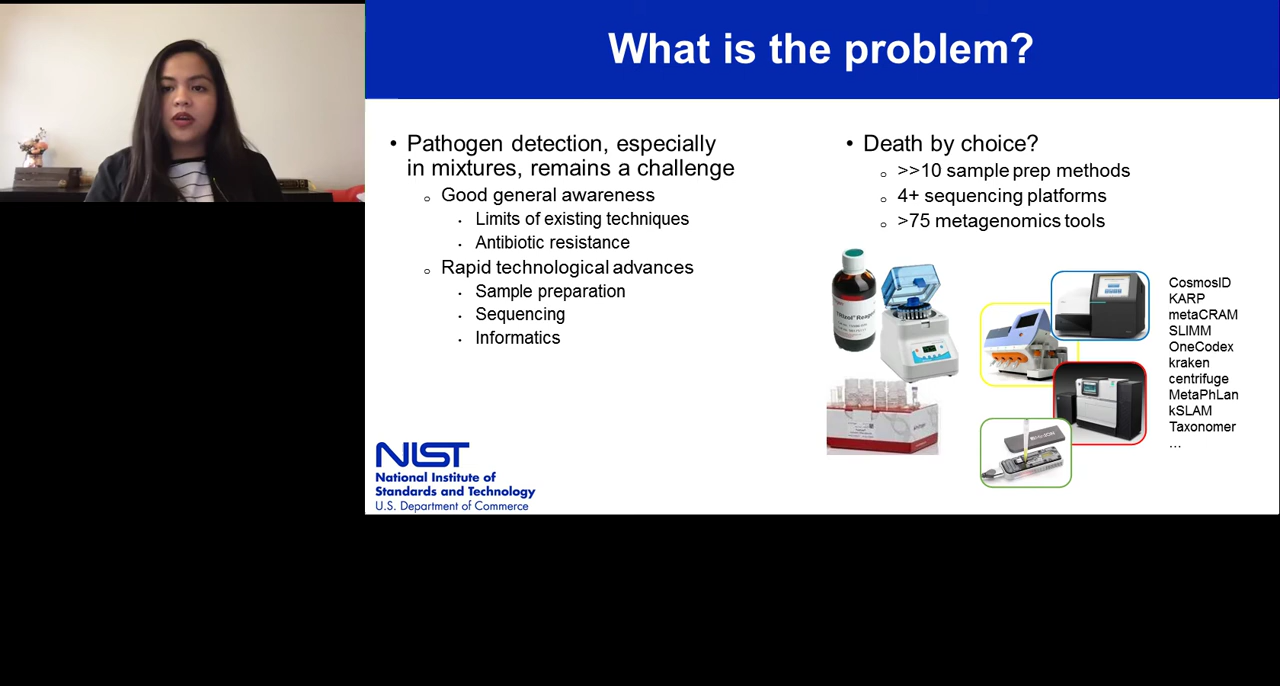 What is the problem?
• Pathogen detection, especially
in mixtures, remains a challenge
o Good general awareness
· Limits of existing techniques
· Antibiotic resistance
o Rapid technological advances
· Sample preparation
· Sequencing
· Informatics
• Death by choice?
o >>10 sample prep methods
o 4+ sequencing platforms
o >75 metagenomics tools
TRIzol® Reagent
CosmosID
KARP
metaCRAM
SLIMM
OneCodex
kraken
centrifuge
MetaPhLan
kSLAM
Taxonomer
...
NIST
National Institute of
Standards and Technology
U.S. Department of Commerce